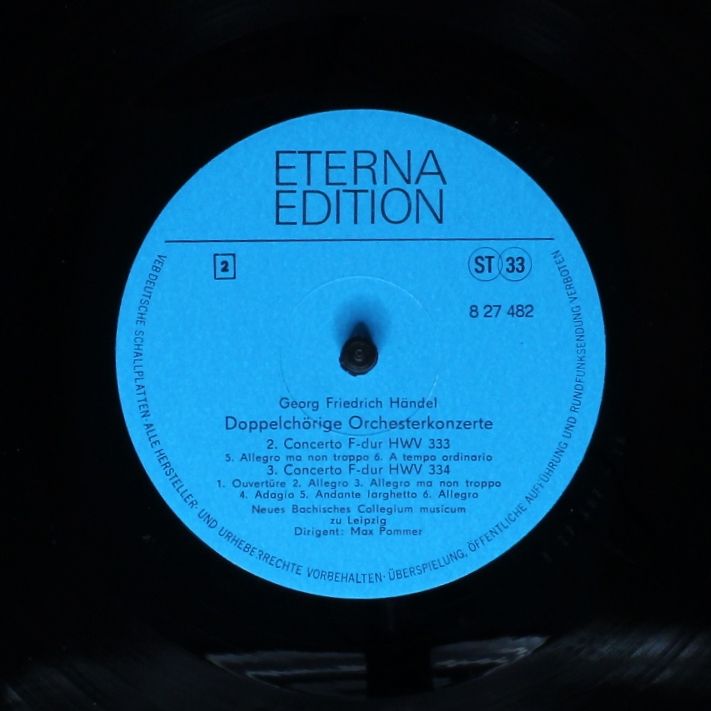 ETERNA
EDITION
2
ST 33
8 27 482
Georg Friedrich Händel
Doppelchörige Orchesterkonzerte
2. Concerto F-dur HWV 333
5. Allegro ma non troppo 6. A tempo ordinario
3. Concerto F-dur HWV 334
1. Ouvertüre 2. Allegro 3. Allegro ma non troppo
4. Adagio 5. Andante larghetto 6. Allegro
Neues Bachisches Collegium musicum
zu Leipzig
Dirigent: Max Pommer
VEB DEUTSCHE SCHALLPLATTEN · ALLE HERSTELLER- UND URHEBERRECHTE VORBEHALTEN · ÜBERSPIELUNG, ÖFFENTLICHE AUFFÜHRUNG UND RUNDFUNKSENDUNG VERBOTEN